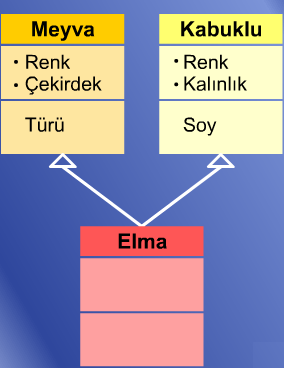 Meyva
• Renk
• Çekirdek
Türü
Kabuklu
• Renk
• Kalınlık
Soy
Elma